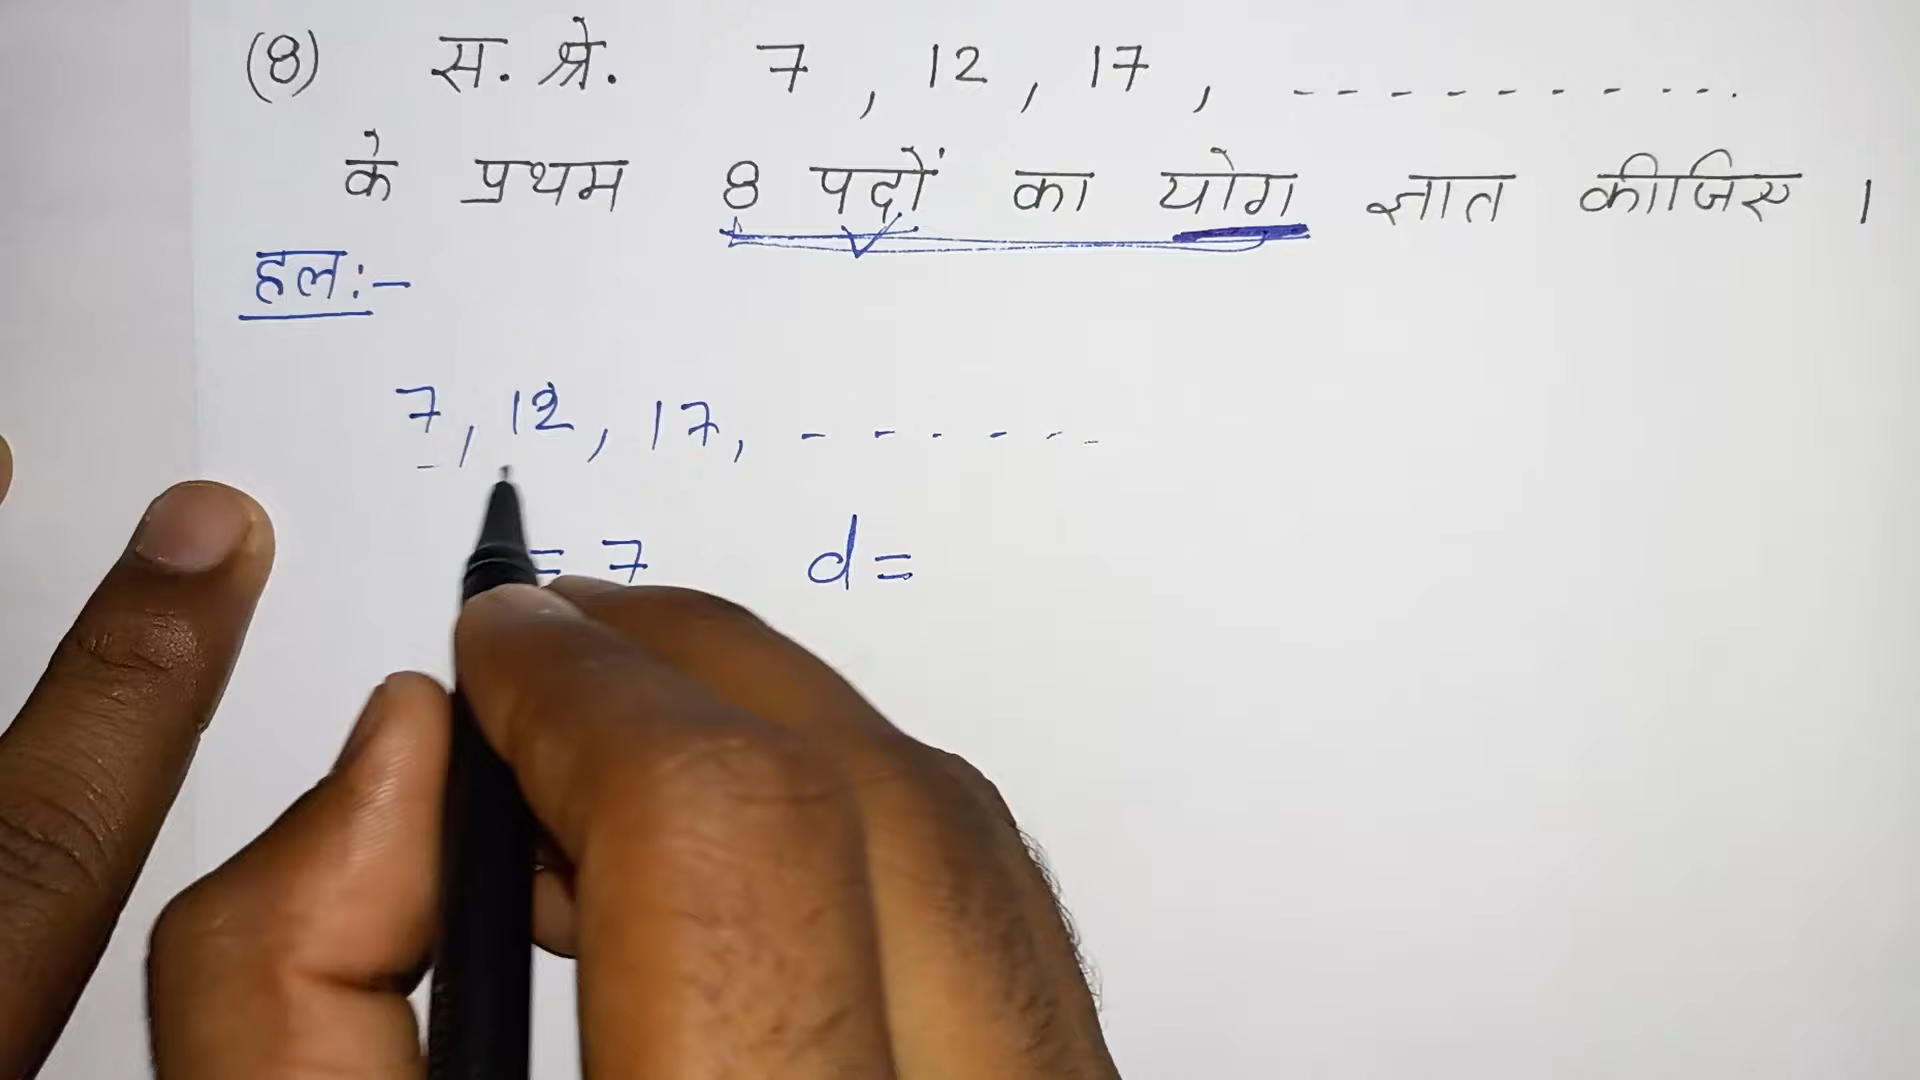 (8) स. श्रे. 7 , 12 , 17 , - - - - - - - - - - .
के प्रथम 8 पदों का योग ज्ञात कीजिए ।
हलः-
7, 12, 17, - - - - - -
= 7 d =